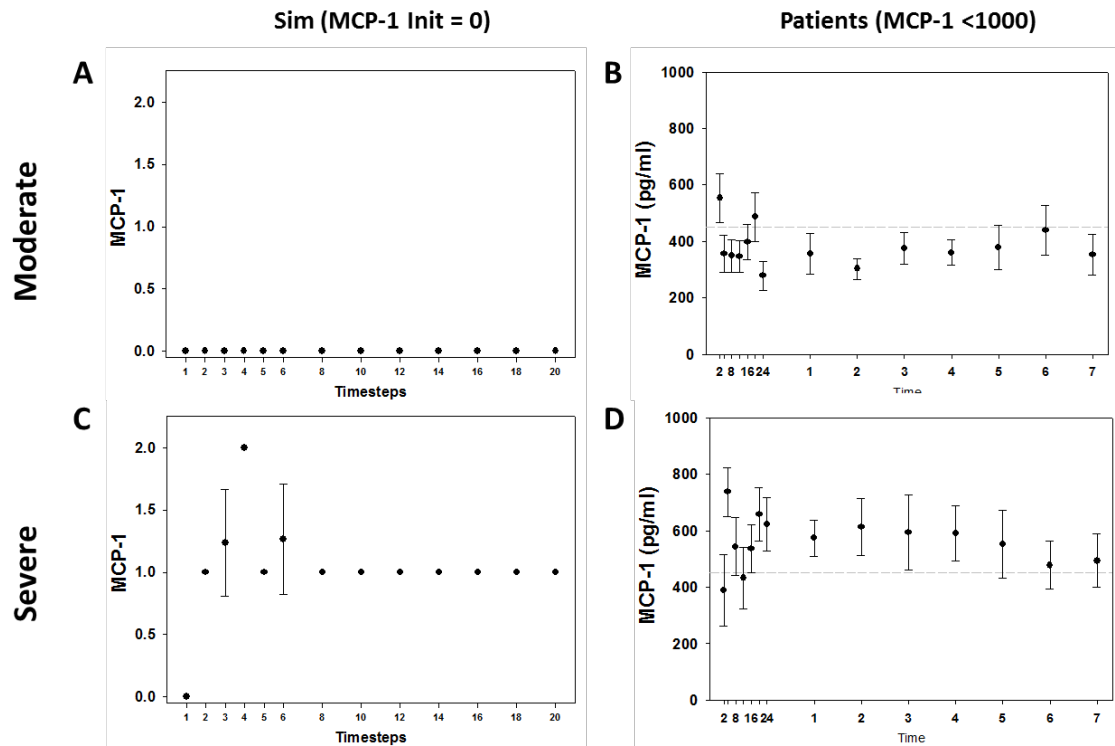 Sim (MCP-1 Init = 0)
Patients (MCP-1 <1000)
Moderate
A
MCP-1
2.0
1.5
1.0
0.5
0.0
1 2 3 4 5 6 8 10 12 14 16 18 20
Timesteps
B
MCP-1 (pg/ml)
1000
800
600
400
200
0
2 8 16 24 1 2 3 4 5 6 7
Time
Severe
C
MCP-1
2.0
1.5
1.0
0.5
0.0
1 2 3 4 5 6 8 10 12 14 16 18 20
Timesteps
D
MCP-1 (pg/ml)
1000
800
600
400
200
0
2 8 16 24 1 2 3 4 5 6 7
Time